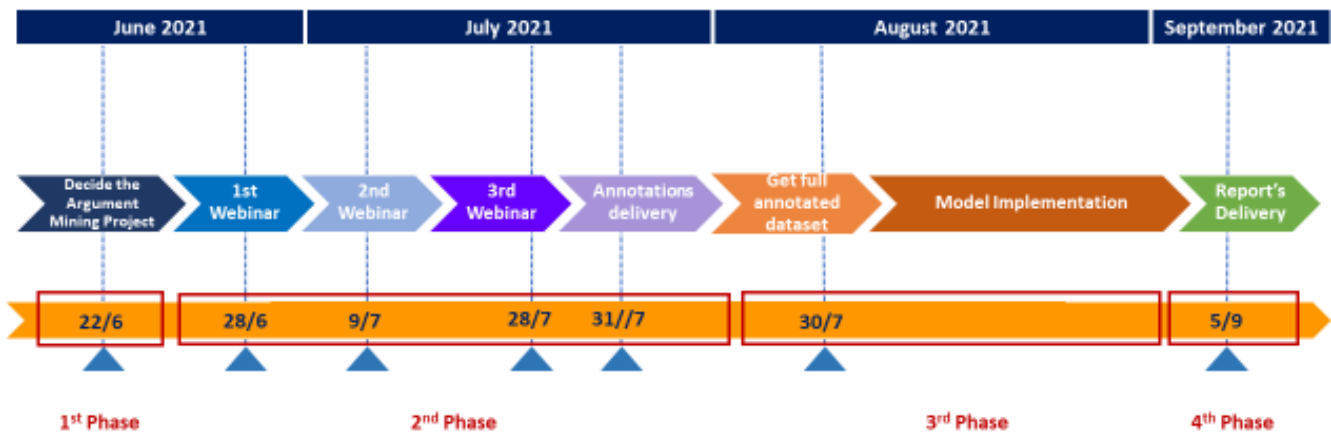 June 2021
July 2021
August 2021
September 2021
Decide the
Argument
Mining Project
1st
Webinar
2nd
Webinar
3rd
Webinar
Annotations
delivery
Get full
annotated
dataset
Model Implementation
Report's
Delivery
22/6
28/6
9/7
28/7
31//7
30/7
5/9
1st Phase
2nd Phase
3rd Phase
4th Phase